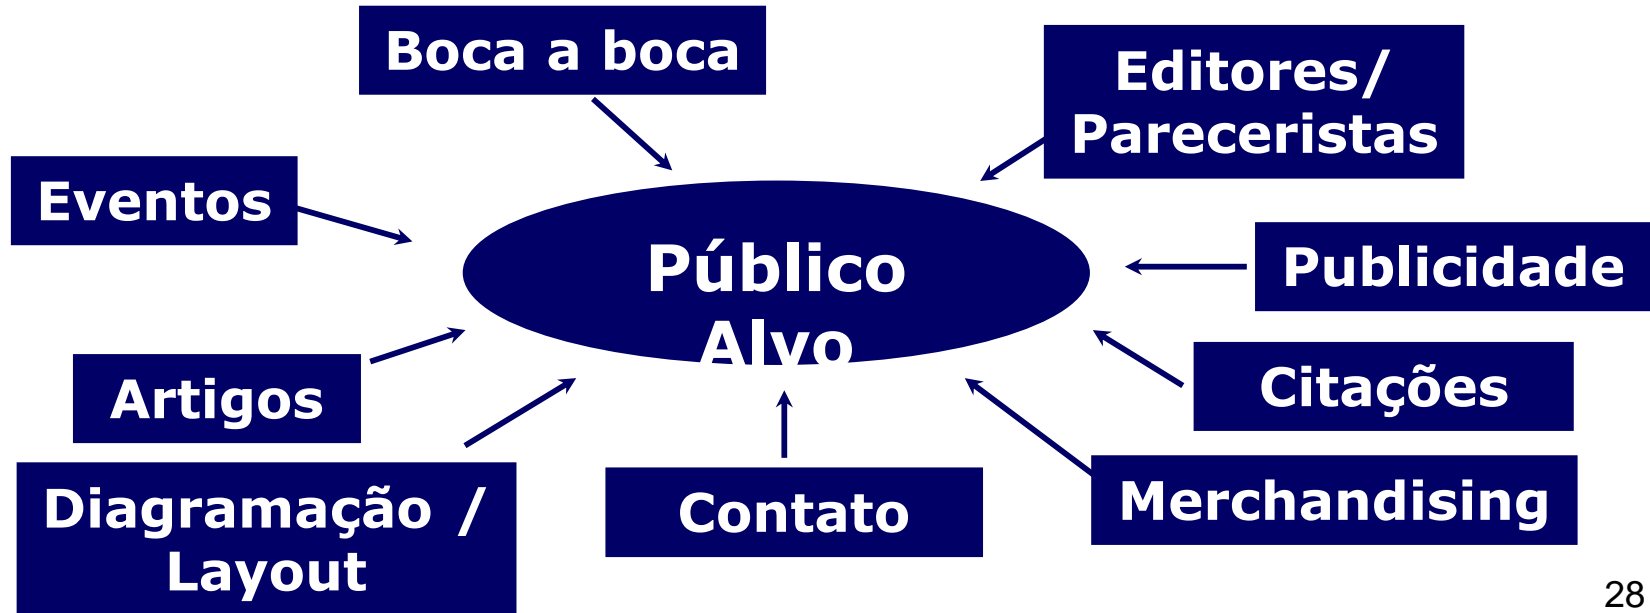 Boca a boca
Editores/
Pareceristas
Eventos
Público
Alvo
Publicidade
Artigos
Citações
Diagramação /
Layout
Contato
Merchandising
28